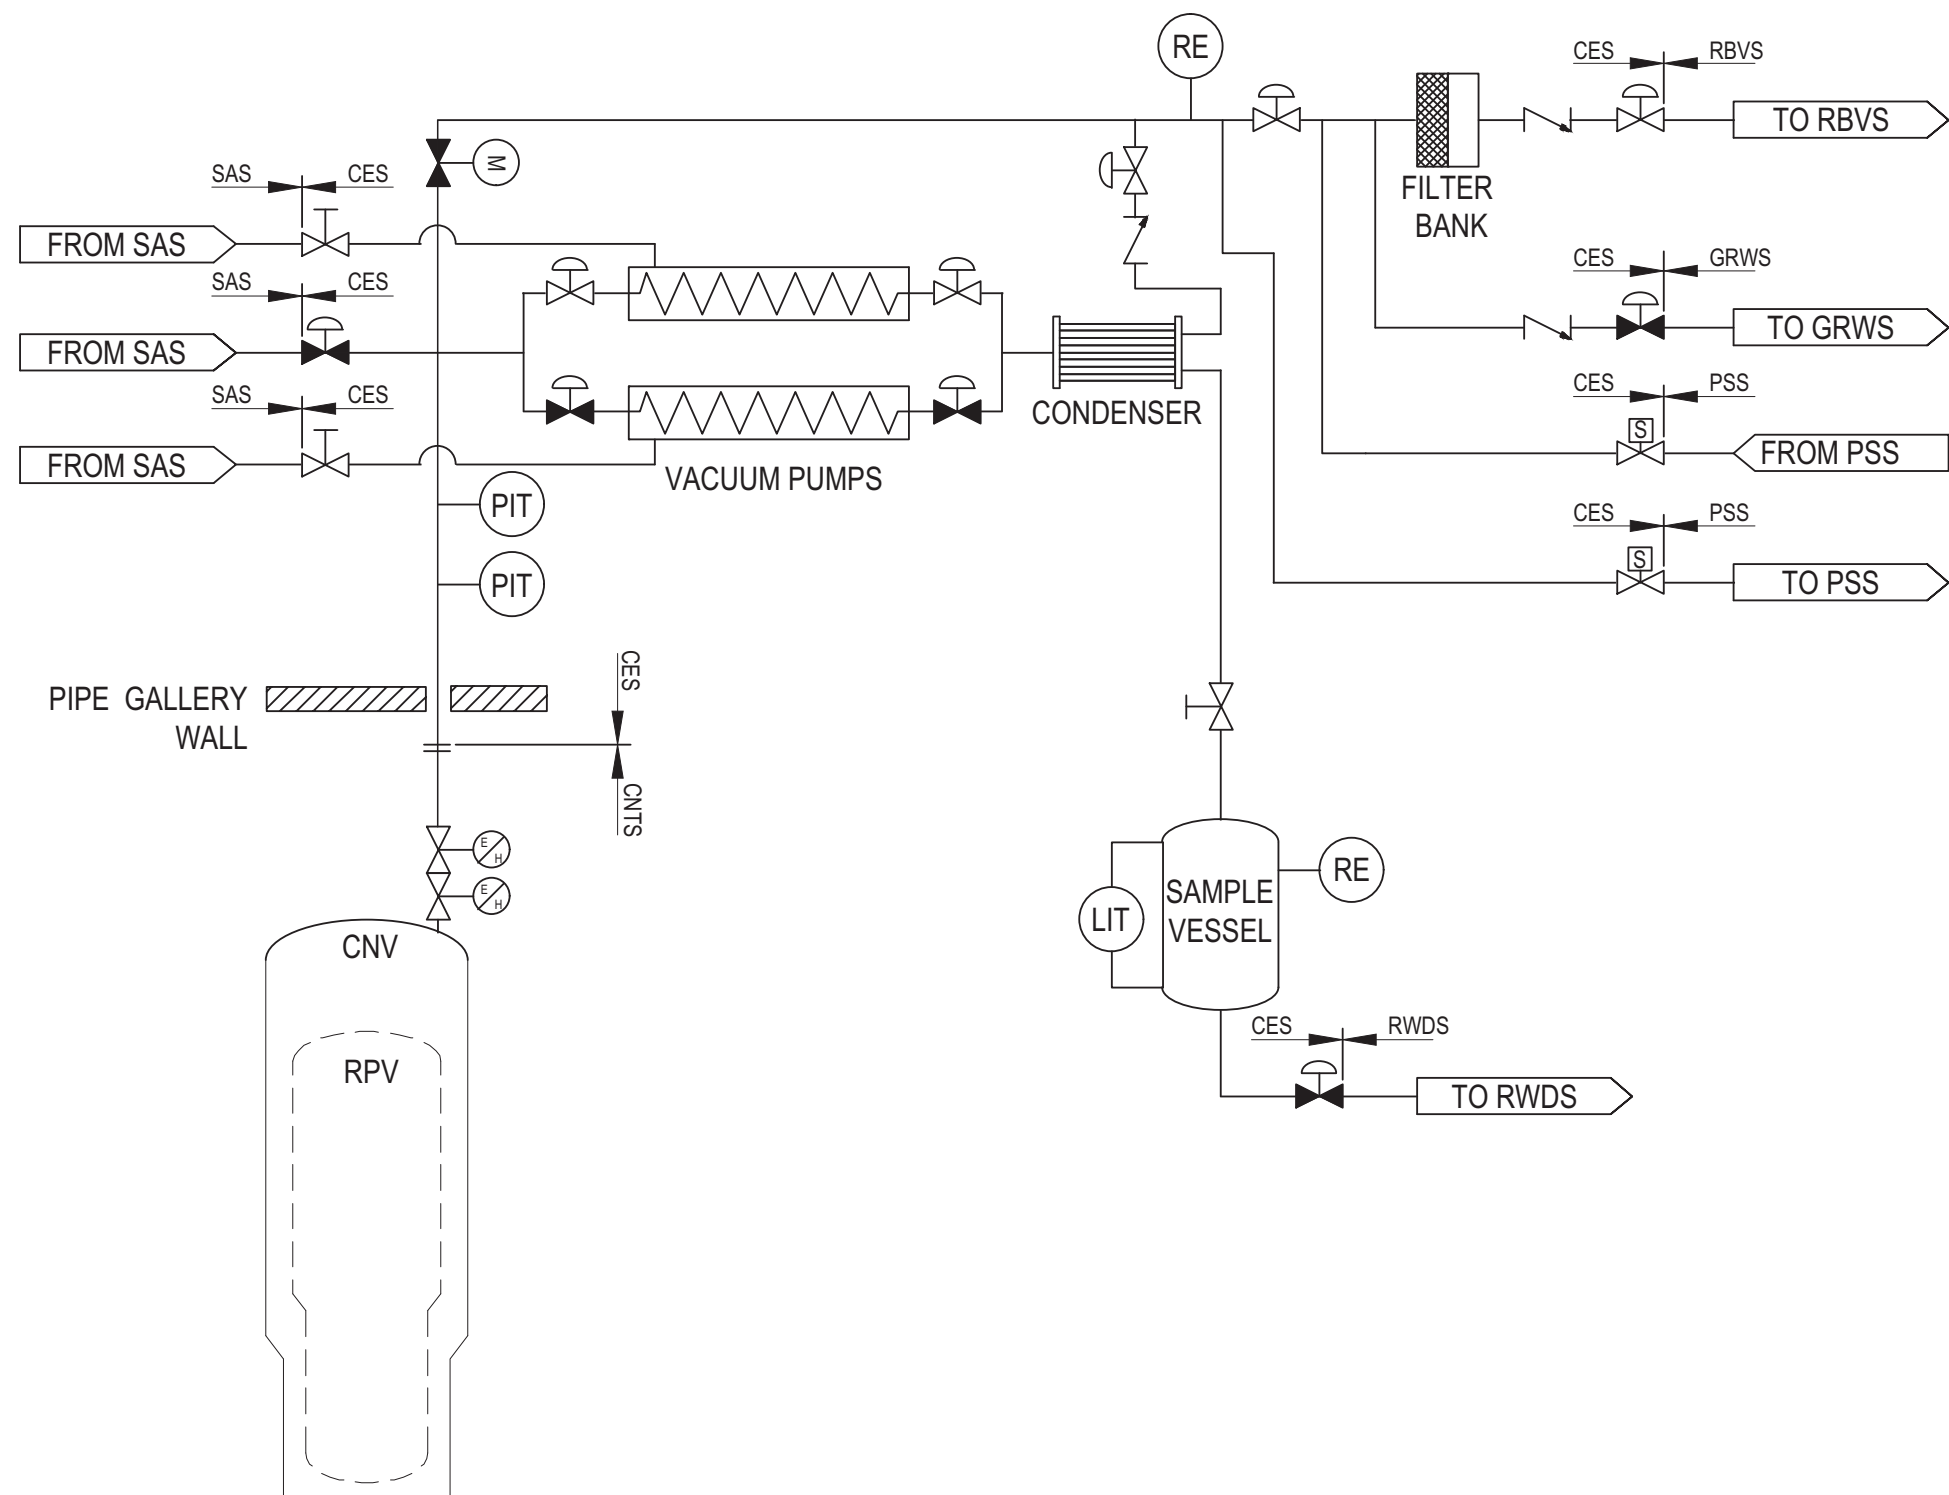 RE
CES RBVS
TO RBVS
M
FILTER
BANK
SAS CES
FROM SAS
CES GRWS
TO GRWS
SAS CES
FROM SAS
CONDENSER
CES PSS
S
FROM PSS
SAS CES
FROM SAS
VACUUM PUMPS
PIT
CES PSS
S
TO PSS
PIT
PIPE GALLERY
WALL
CES
CNTS
E
H
E
H
CNV
LIT
SAMPLE
VESSEL
RE
RPV
CES RWDS
TO RWDS